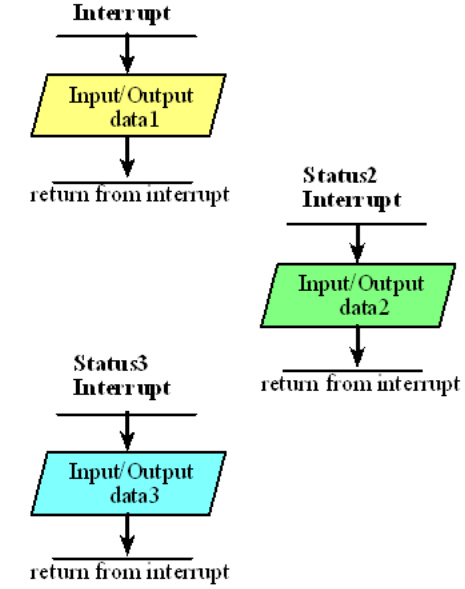 Interrupt
Input/Output
data1
return from interrupt
Status2
Interrupt
Input/Output
data2
return from interrupt
Status3
Interrupt
Input/Output
data3
return from interrupt